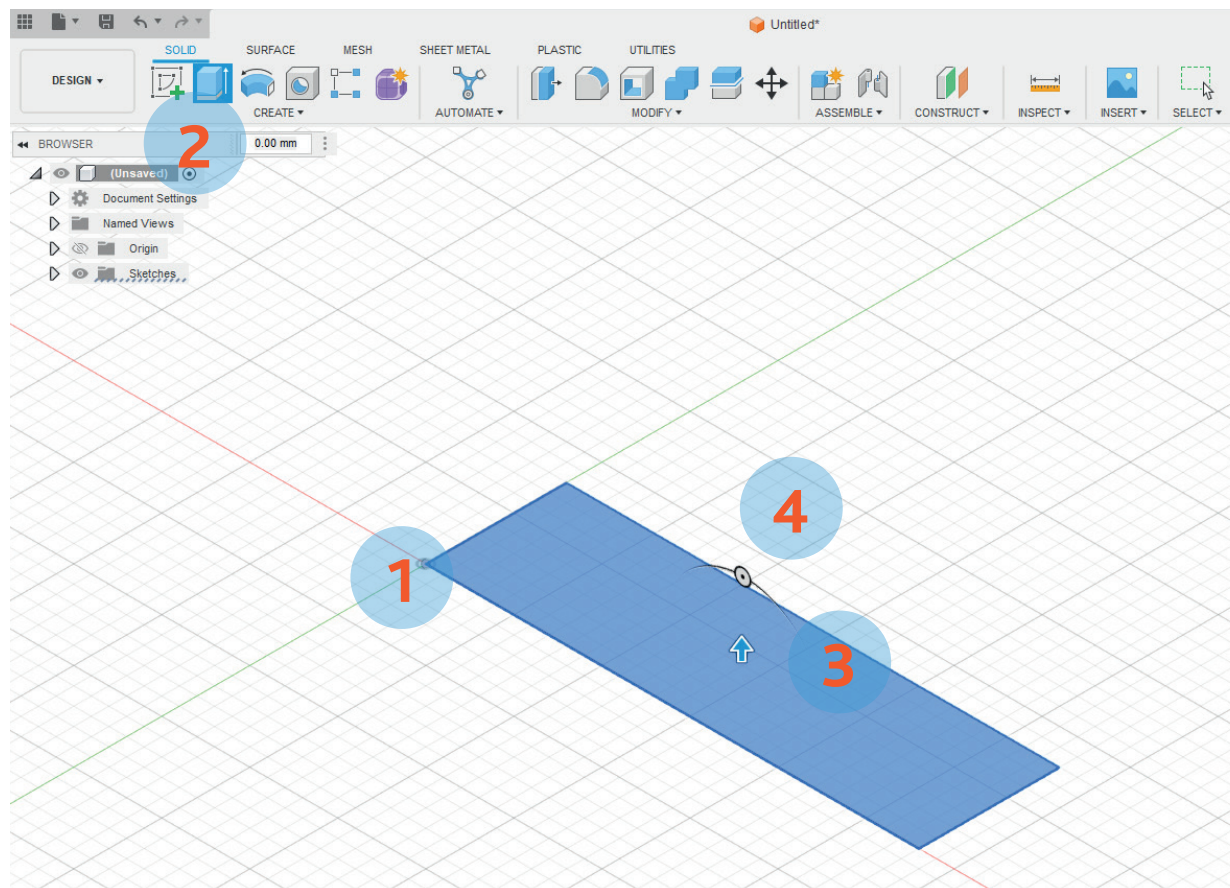 Untitled*
SOLID SURFACE MESH SHEET METAL PLASTIC UTILITIES
DESIGN ▾
CREATE ▾ AUTOMATE ▾ MODIFY ▾ ASSEMBLE ▾ CONSTRUCT ▾ INSPECT ▾ INSERT ▾ SELECT ▾
2
BROWSER
0.00 mm
(Unsaved)
Document Settings
Named Views
Origin
Sketches
4
1
3